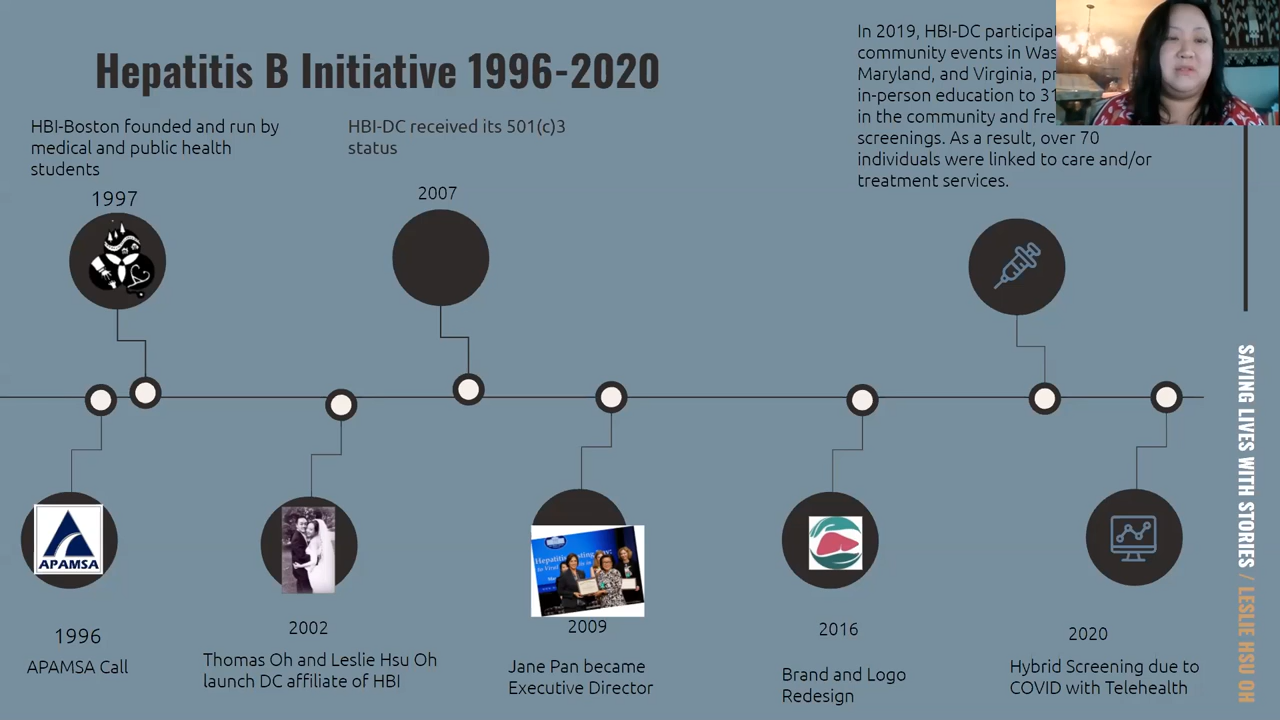 Hepatitis B Initiative 1996-2020
HBI-Boston founded and run by
medical and public health
students
1997
HBI-DC received its 501(c)3
status
2007
In 2019, HBI-DC
community events in
Maryland, and Virginia,
in-person education to
in the community and
screenings. As a result, over 70
individuals were linked to care and/or
treatment services.
APAMSA
1996
APAMSA Call
2002
Thomas Oh and Leslie Hsu Oh
launch DC affiliate of HBI
2009
Jane Pan became
Executive Director
2016
Brand and Logo
Redesign
2020
Hybrid Screening due to
COVID with Telehealth
SAVING LIVES WITH STORIES / LESLIE HSU OH